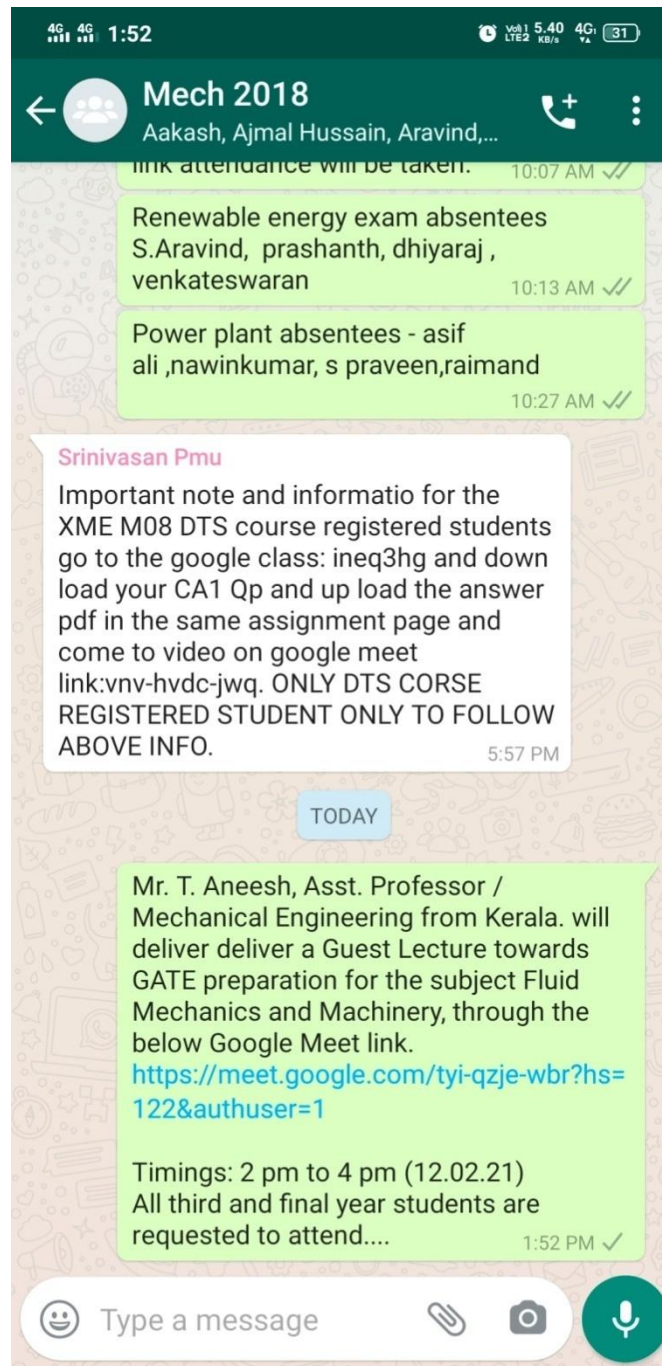 4G 4G 1:52 Vo)) 1 LTE2 5.40 KB/s 4G 31
Mech 2018
Aakash, Ajmal Hussain, Aravind,...
link attendance will be taken. 10:07 AM
Renewable energy exam absentees
S.Aravind, prashanth, dhiyaraj ,
venkateswaran 10:13 AM
Power plant absentees - asif
ali ,nawinkumar, s praveen,raimand
10:27 AM
Srinivasan Pmu
Important note and informatio for the
XME M08 DTS course registered students
go to the google class: ineq3hg and down
load your CA1 Qp and up load the answer
pdf in the same assignment page and
come to video on google meet
link:vnv-hvdc-jwq. ONLY DTS CORSE
REGISTERED STUDENT ONLY TO FOLLOW
ABOVE INFO. 5:57 PM
TODAY
Mr. T. Aneesh, Asst. Professor /
Mechanical Engineering from Kerala. will
deliver deliver a Guest Lecture towards
GATE preparation for the subject Fluid
Mechanics and Machinery, through the
below Google Meet link.
https://meet.google.com/tyi-qzje-wbr?hs=
122&authuser=1
Timings: 2 pm to 4 pm (12.02.21)
All third and final year students are
requested to attend.... 1:52 PM
Type a message